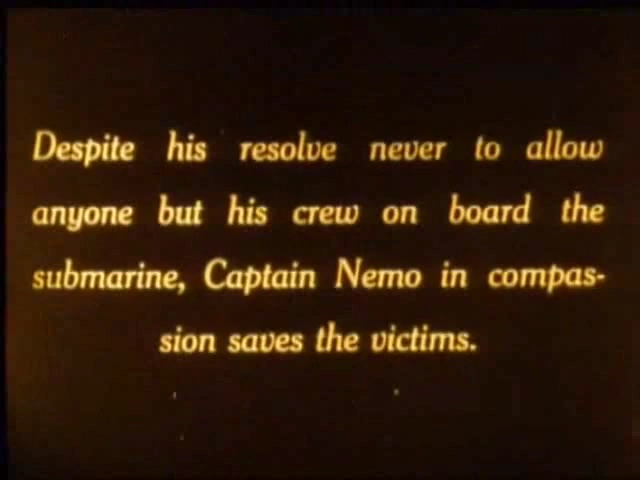 Despite his resolve never to allow
anyone but his crew on board the
submarine, Captain Nemo in compas-
sion saves the victims.